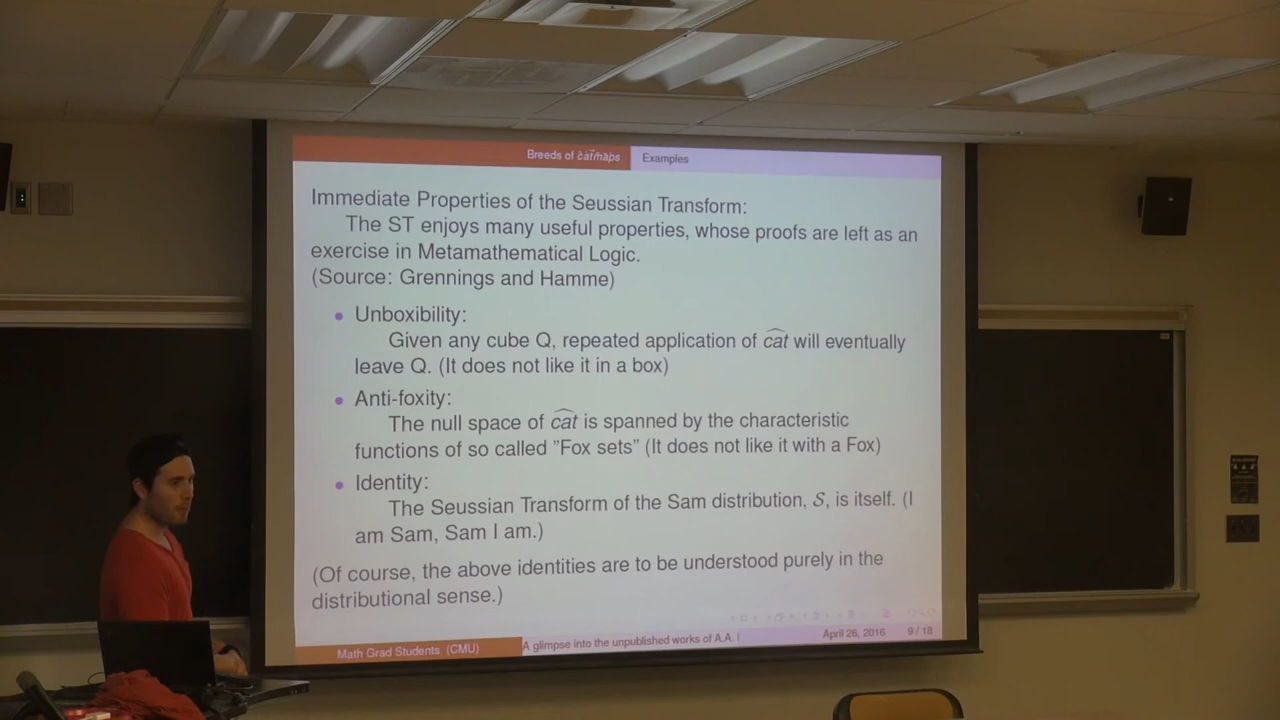 Breeds of c̃at̄m̀aps Examples
Immediate Properties of the Seussian Transform:
The ST enjoys many useful properties, whose proofs are left as an
exercise in Metamathematical Logic.
(Source: Grennings and Hamme)
• Unboxibility:
Given any cube Q, repeated application of \widehat{cat} will eventually
leave Q. (It does not like it in a box)
• Anti-foxity:
The null space of \widehat{cat} is spanned by the characteristic
functions of so called "Fox sets" (It does not like it with a Fox)
• Identity:
The Seussian Transform of the Sam distribution, S, is itself. (I
am Sam, Sam I am.)
(Of course, the above identities are to be understood purely in the
distributional sense.)
Math Grad Students (CMU) A glimpse into the unpublished works of A.A. I April 26, 2016 9 / 18